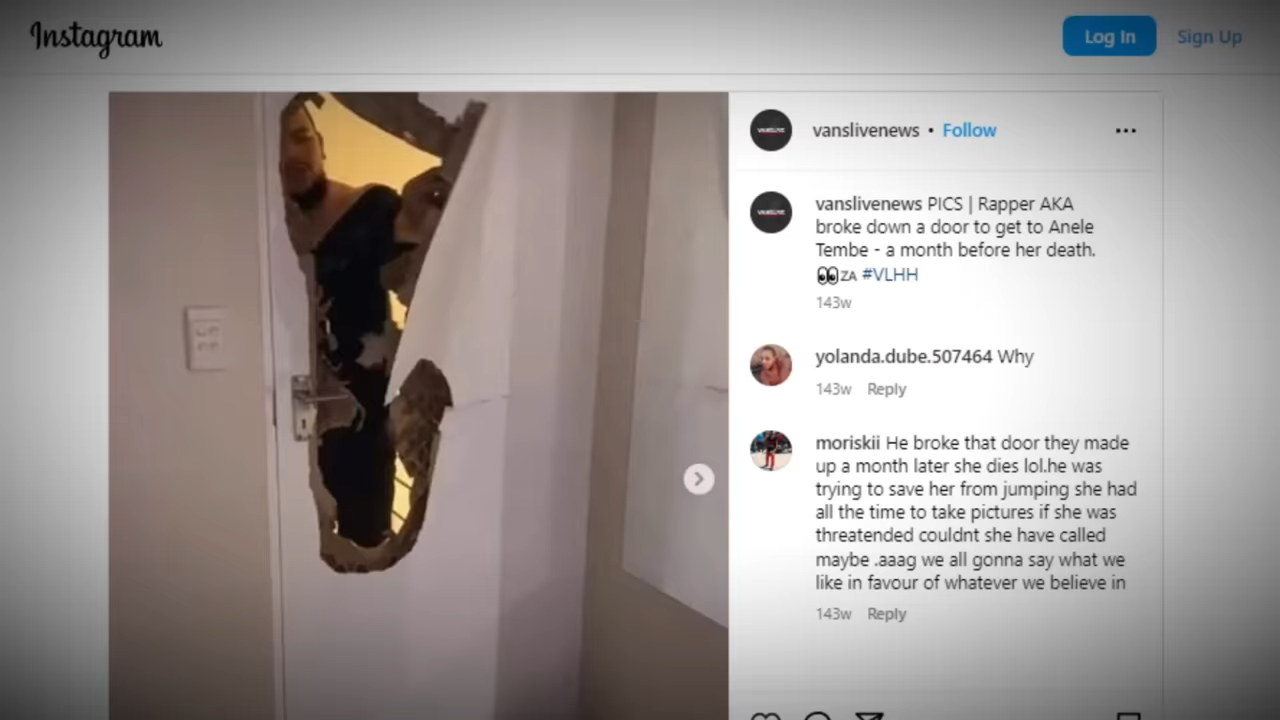 Instagram
Log In
Sign Up
vanslivenews • Follow
vanslivenews PICS | Rapper AKA
broke down a door to get to Anele
Tembe - a month before her death.
👀ZA #VLHH
143w
yolanda.dube.507464 Why
143w Reply
moriskii He broke that door they made
up a month later she dies lol.he was
trying to save her from jumping she had
all the time to take pictures if she was
threatended couldnt she have called
maybe .aaag we all gonna say what we
like in favour of whatever we believe in
143w Reply